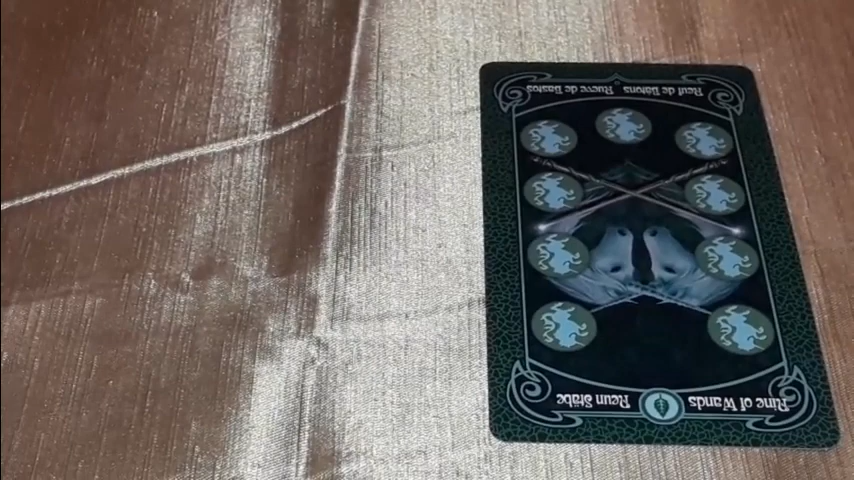 Nine of Wands Neun Stäbe
Neuf de Bâtons Nueve de Bastos